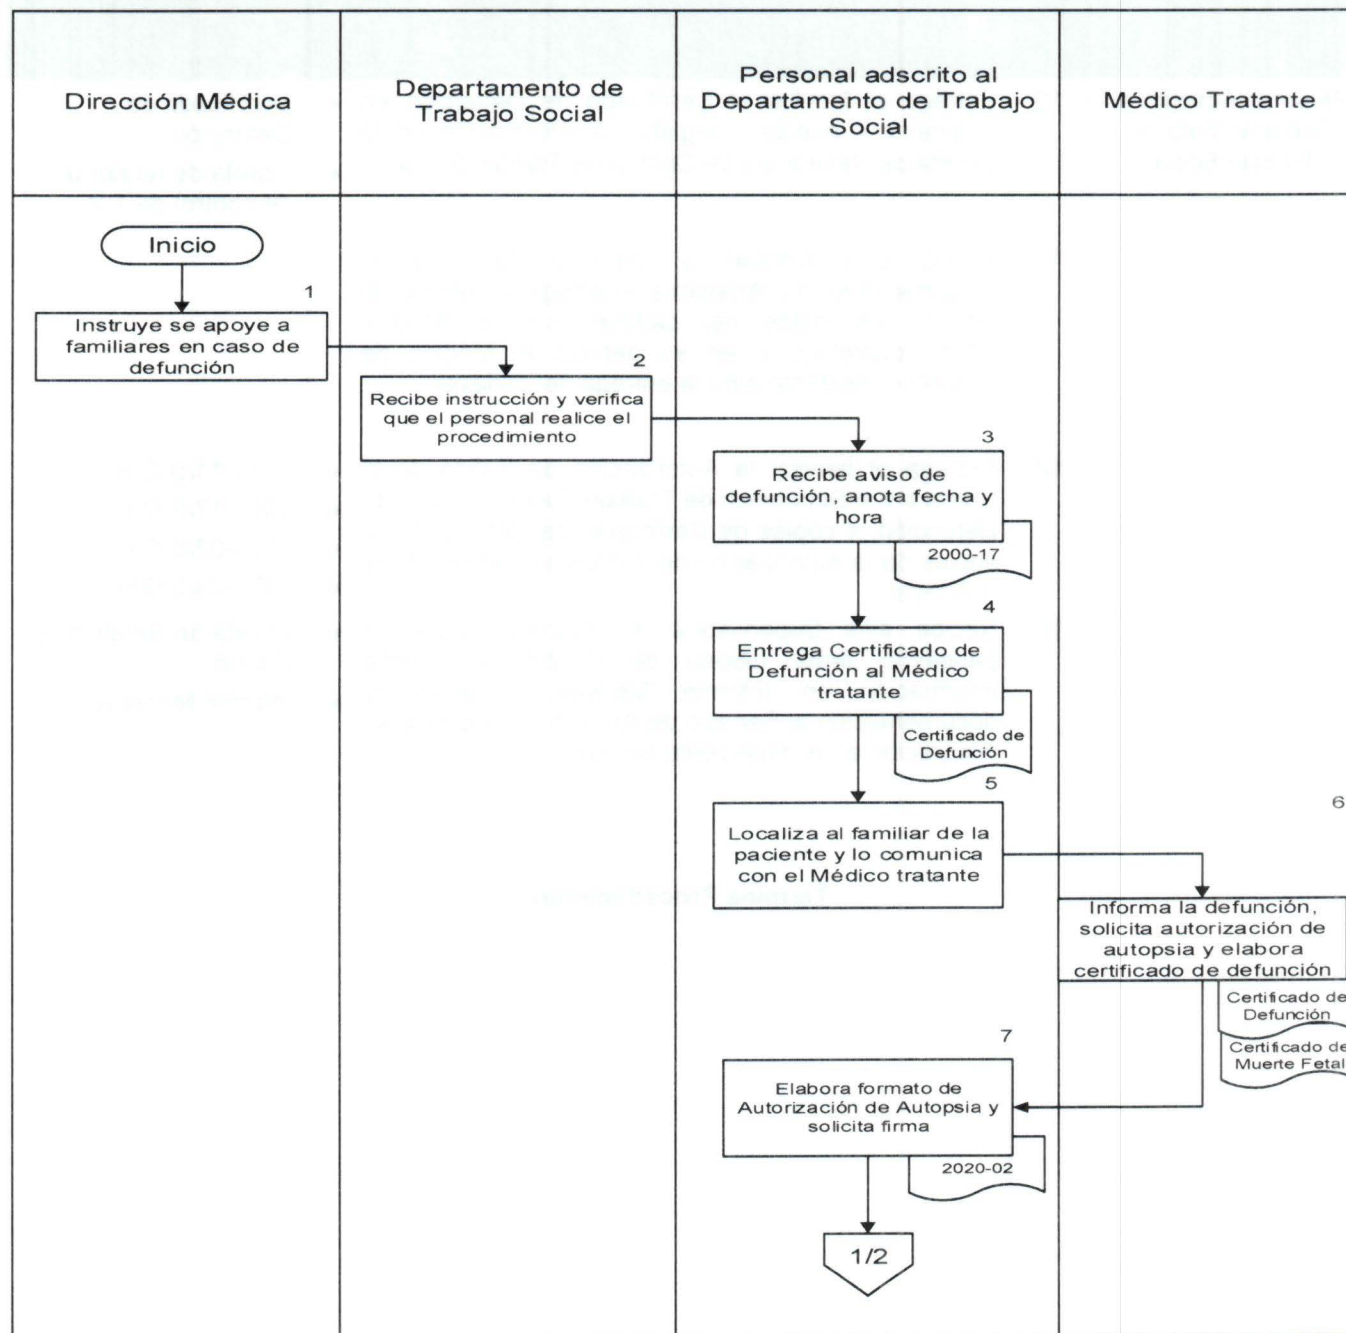 Dirección Médica
Departamento de
Trabajo Social
Personal adscrito al
Departamento de Trabajo
Social
Médico Tratante
Inicio
1
Instruye se apoye a
familiares en caso de
defunción
2
Recibe instrucción y verifica
que el personal realice el
procedimiento
3
Recibe aviso de
defunción, anota fecha y
hora
2000-17
4
Entrega Certificado de
Defunción al Médico
tratante
Certificado de
Defunción
5
Localiza al familiar de la
paciente y lo comunica
con el Médico tratante
6
Informa la defunción,
solicita autorización de
autopsia y elabora
certificado de defunción
Certificado de
Defunción
Certificado de
Muerte Fetal
7
Elabora formato de
Autorización de Autopsia y
solicita firma
2020-02
1/2